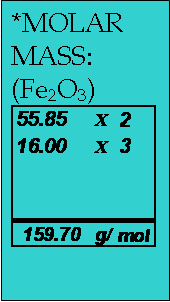 *MOLAR
MASS:
(Fe₂O₃)
55.85 X 2
16.00 X 3
159.70 g/mol